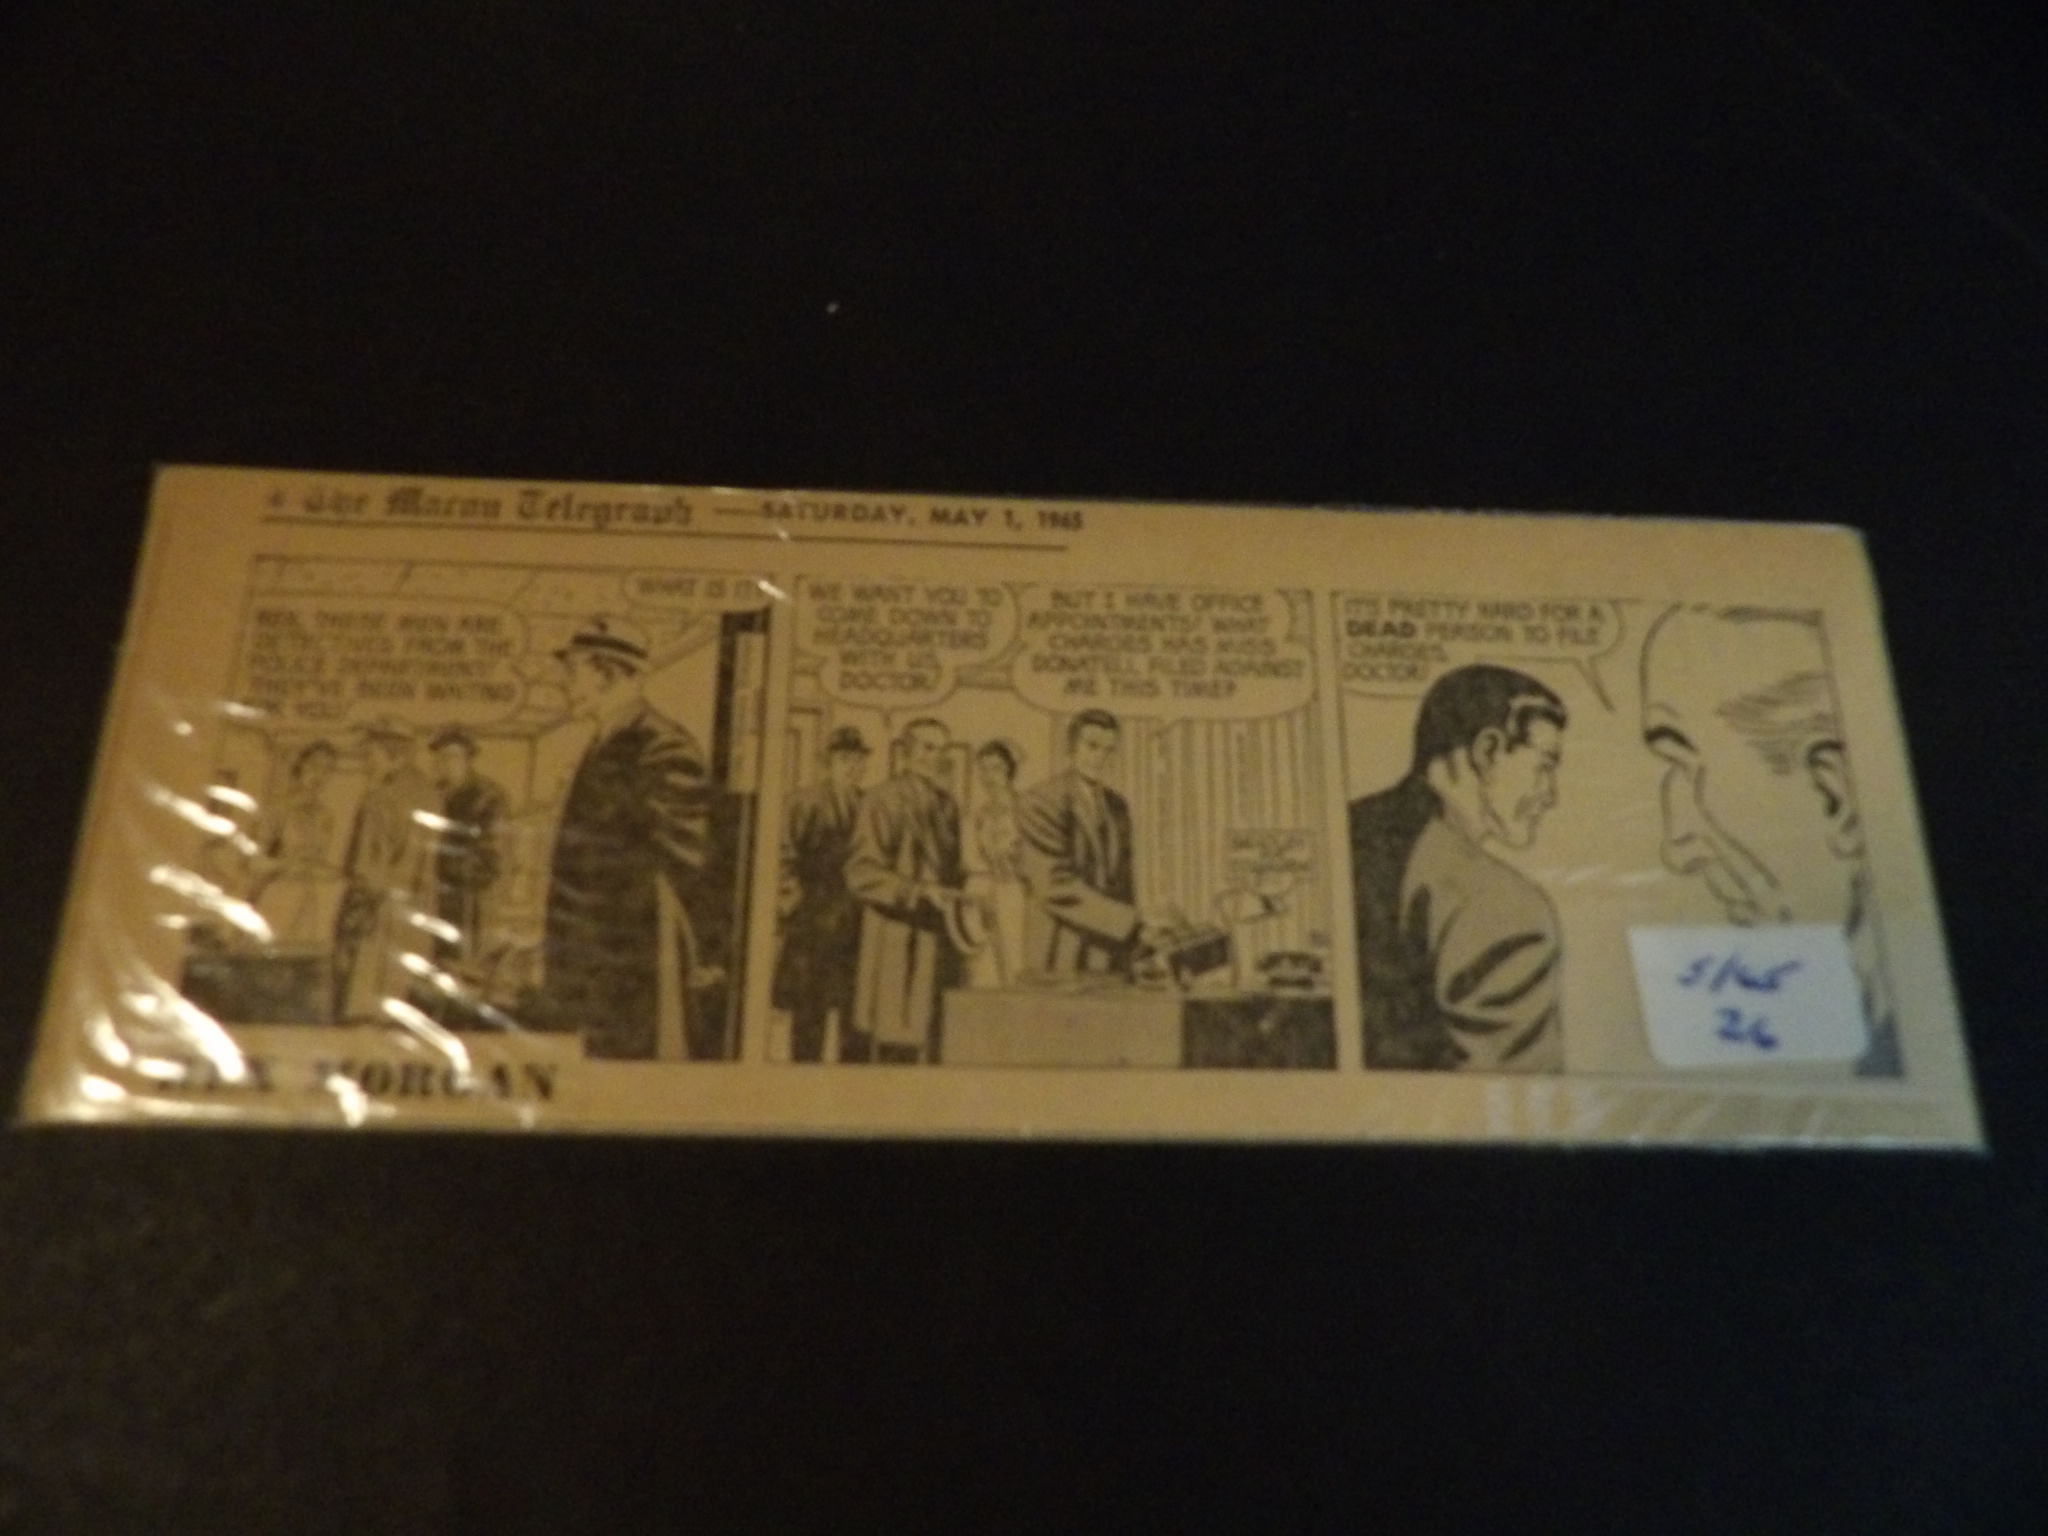 The Macon Telegraph — SATURDAY, MAY 1, 1965
WHAT IS IT
REX, THESE MEN ARE
DETECTIVES FROM THE
POLICE DEPARTMENT!
THEY'VE BEEN WAITING
YOU!
WE WANT YOU TO
COME DOWN TO
HEADQUARTERS
WITH US,
DOCTOR!
BUT I HAVE OFFICE
APPOINTMENTS! WHAT
CHARGES HAS MISS
DONATELL FILED AGAINST
ME THIS TIME?
IT'S PRETTY HARD FOR A
DEAD PERSON TO FILE
CHARGES,
DOCTOR!
REX MORGAN
5/65
26